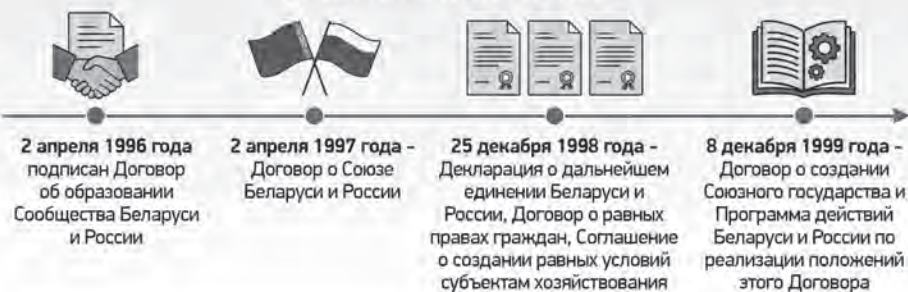 2 апреля 1996 года
подписан Договор
об образовании
Сообщества Беларуси
и России
2 апреля 1997 года –
Договор о Союзе
Беларуси и России
25 декабря 1998 года –
Декларация о дальнейшем
единении Беларуси и
России, Договор о равных
правах граждан, Соглашение
о создании равных условий
субъектам хозяйствования
8 декабря 1999 года –
Договор о создании
Союзного государства и
Программа действий
Беларуси и России по
реализации положений
этого Договора